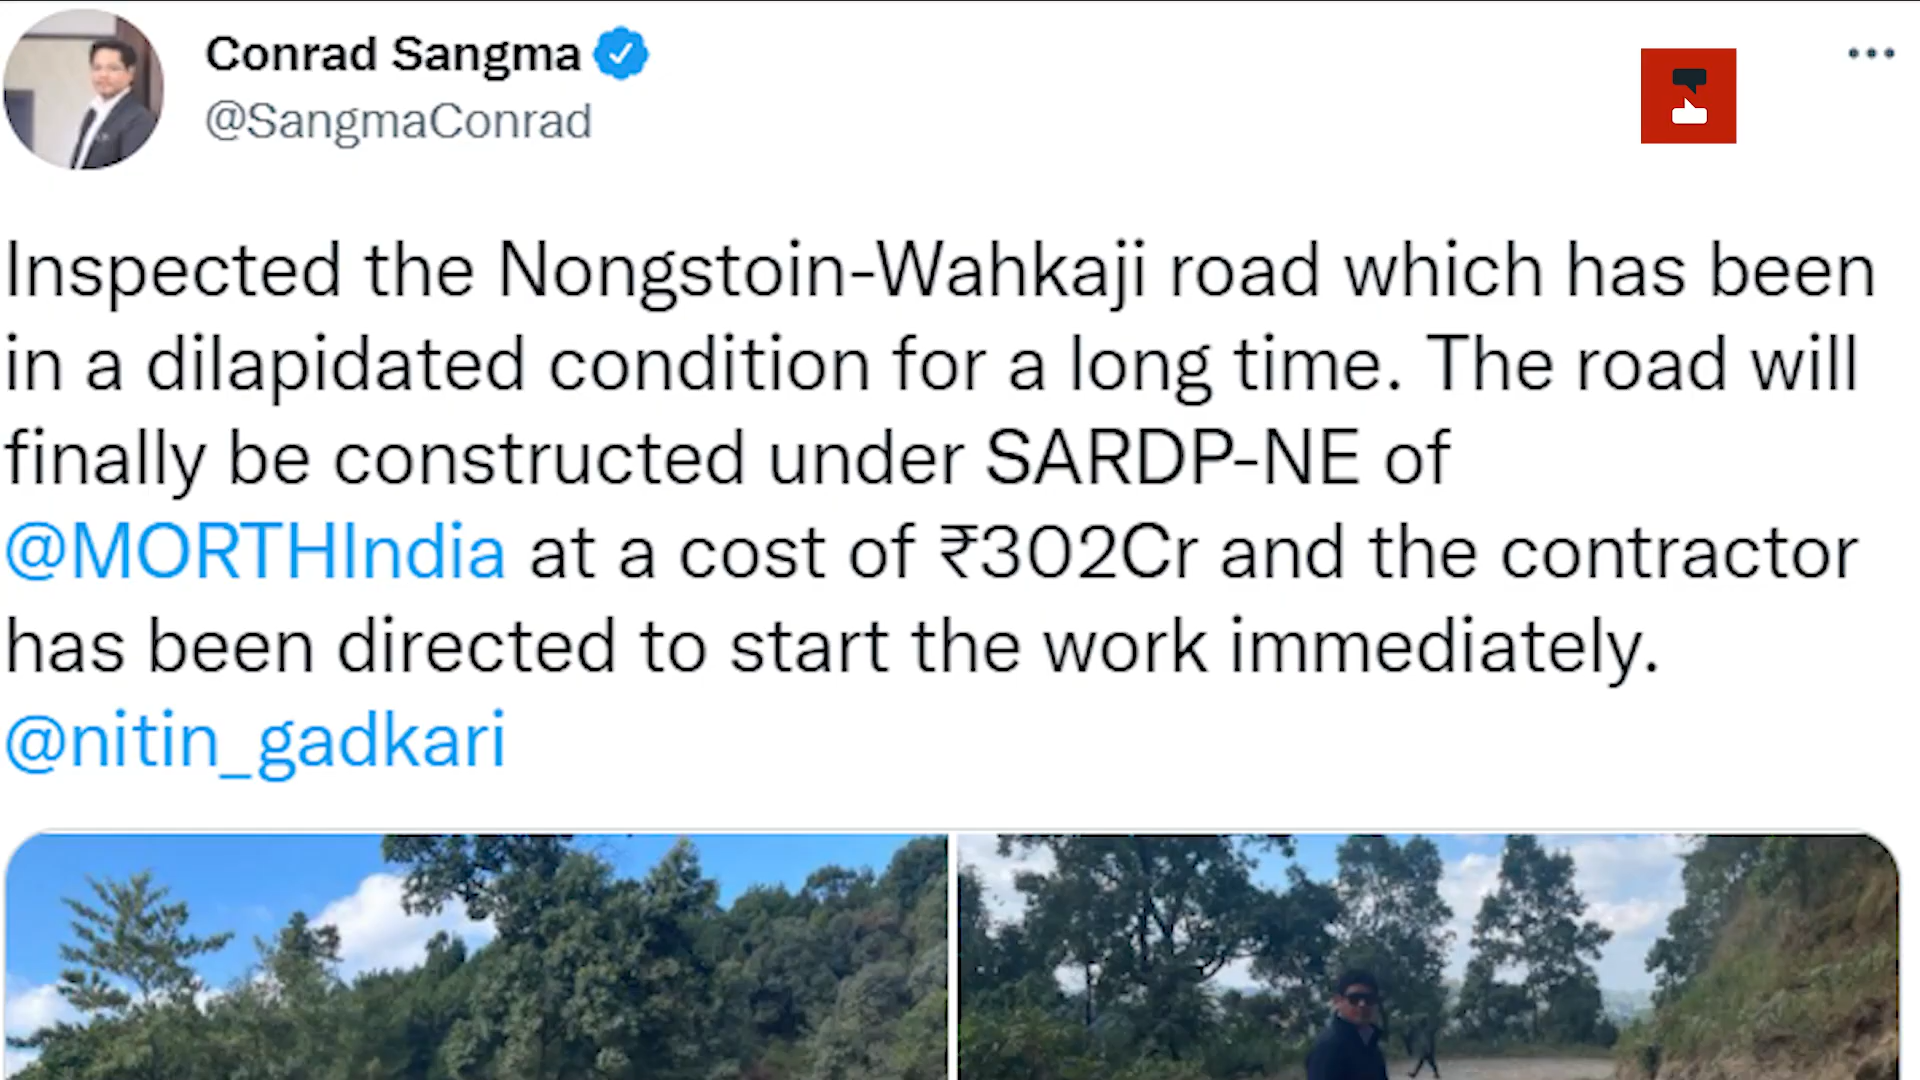 Conrad Sangma
@SangmaConrad
Inspected the Nongstoin-Wahkaji road which has been
in a dilapidated condition for a long time. The road will
finally be constructed under SARDP-NE of
@MORTHIndia at a cost of ₹302Cr and the contractor
has been directed to start the work immediately.
@nitin_gadkari